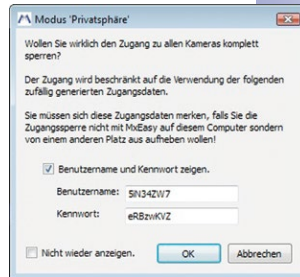 Modus 'Privatsphäre'
Wollen Sie wirklich den Zugang zu allen Kameras komplett
sperren?
Der Zugang wird beschränkt auf die Verwendung der folgenden
zufällig generierten Zugangsdaten.
Sie müssen sich diese Zugangsdaten merken, falls Sie die
Zugangssperre nicht mit MxEasy auf diesem Computer sondern
von einem anderen Platz aus aufheben wollen!
Benutzername und Kennwort zeigen.
Benutzername: 5iN34ZW7
Kennwort: eRBzwKVZ
Nicht wieder anzeigen. OK Abbrechen